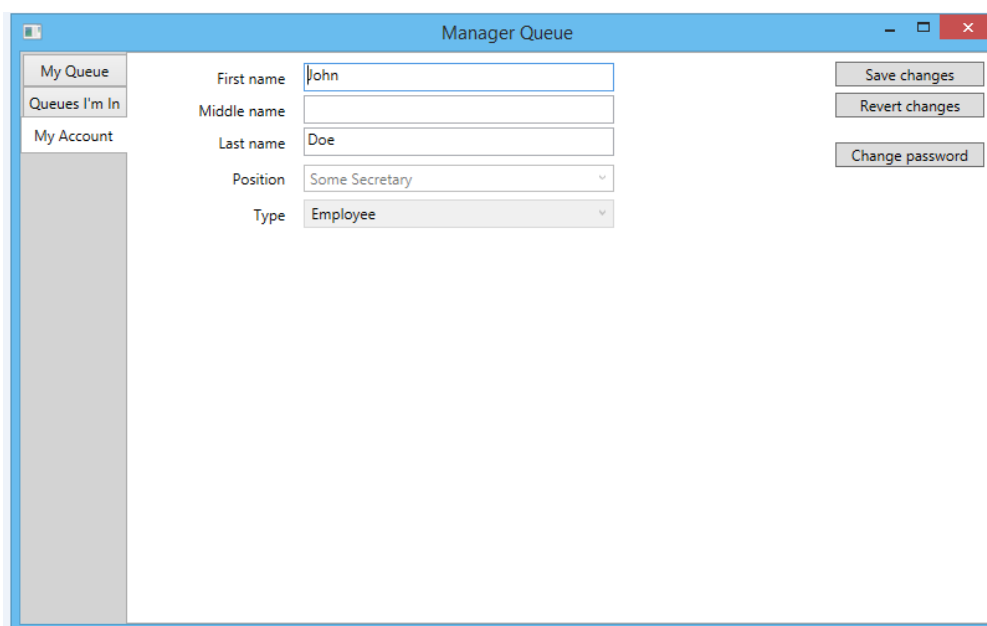 Manager Queue
My Queue
Queues I'm In
My Account
First name
John
Middle name
Last name
Doe
Position
Some Secretary
Type
Employee
Save changes
Revert changes
Change password